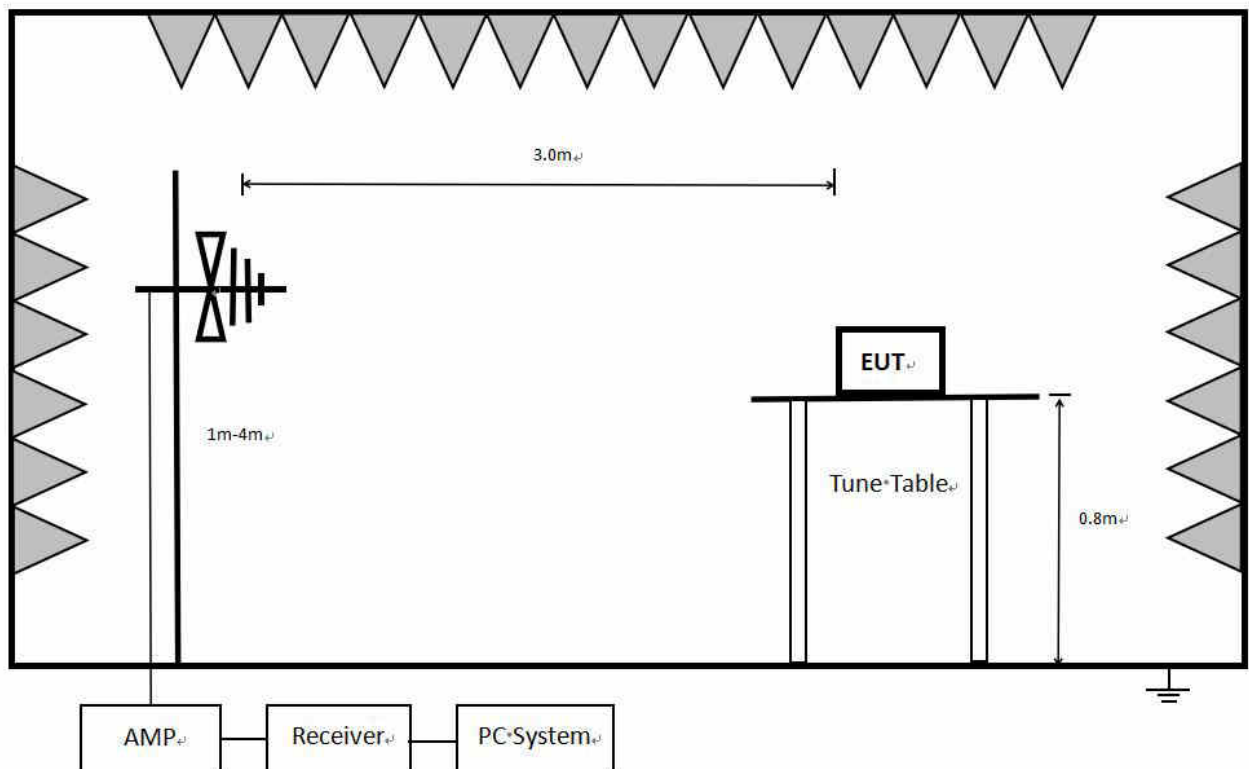 3.0m
EUT
1m-4m
Tune Table
0.8m
AMP
Receiver
PC System